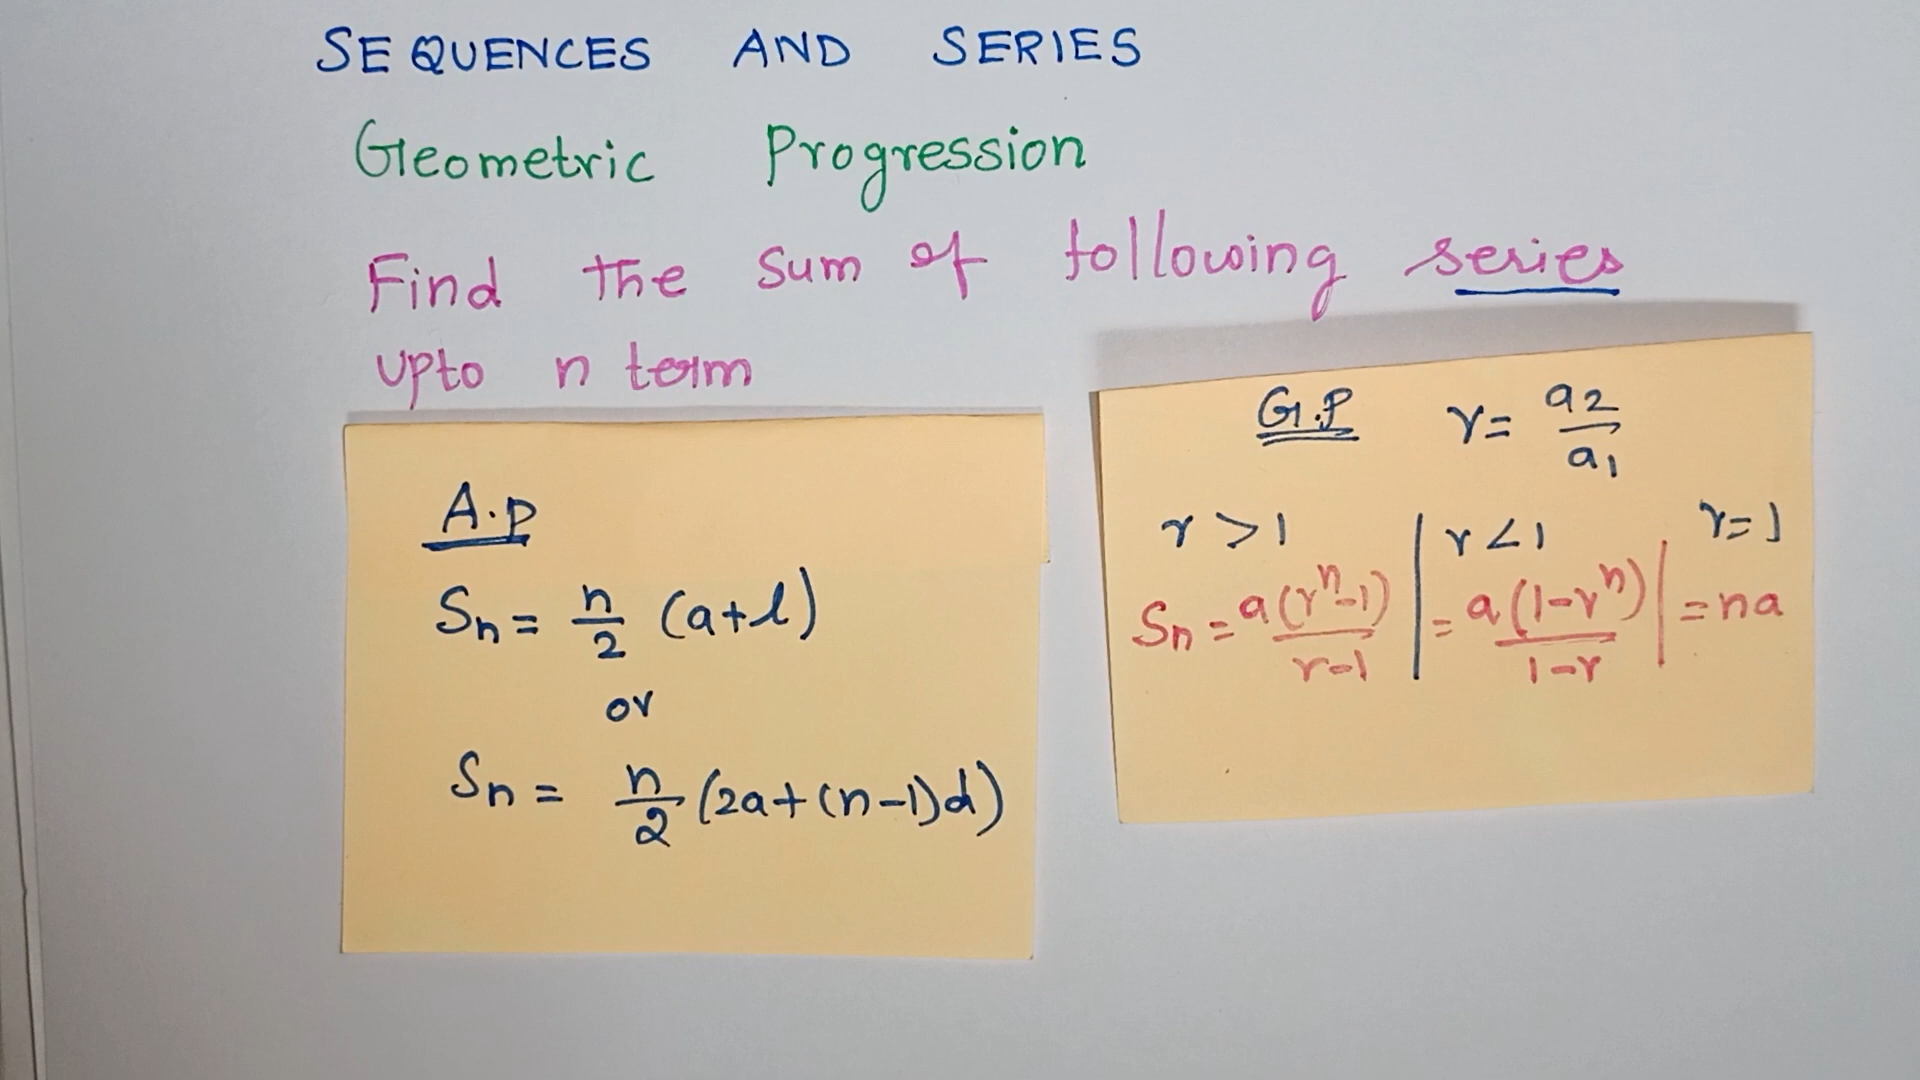 SEQUENCES AND SERIES
Geometric Progression
Find the sum of following series
upto n term
A.P
Sn = n/2 (a+l)
or
Sn = n/2 (2a+(n-1)d)
G.P r = a2/a1
r > 1 | r < 1 r = 1
Sn = a(r^n-1)/r-1 | = a(1-r^n)/1-r | = na